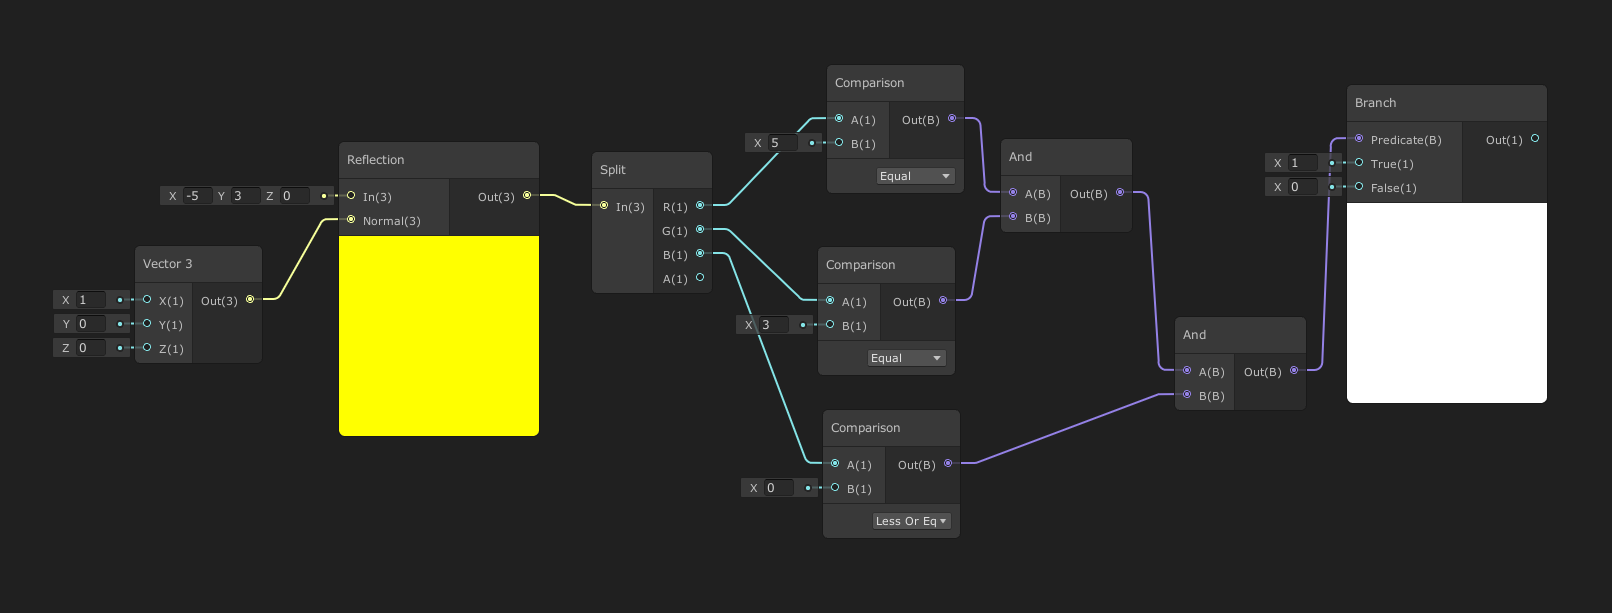 Reflection
X -5 Y 3 Z 0
In(3)
Out(3)
Normal(3)
Vector 3
X 1
X(1)
Out(3)
Y 0
Y(1)
Z 0
Z(1)
Split
In(3)
R(1)
G(1)
B(1)
A(1)
Comparison
A(1)
Out(B)
X 5
B(1)
Equal
Comparison
A(1)
Out(B)
X 3
B(1)
Equal
Comparison
A(1)
Out(B)
X 0
B(1)
Less Or Eq
And
A(B)
Out(B)
B(B)
And
A(B)
Out(B)
B(B)
Branch
Predicate(B)
Out(1)
X 1
True(1)
X 0
False(1)